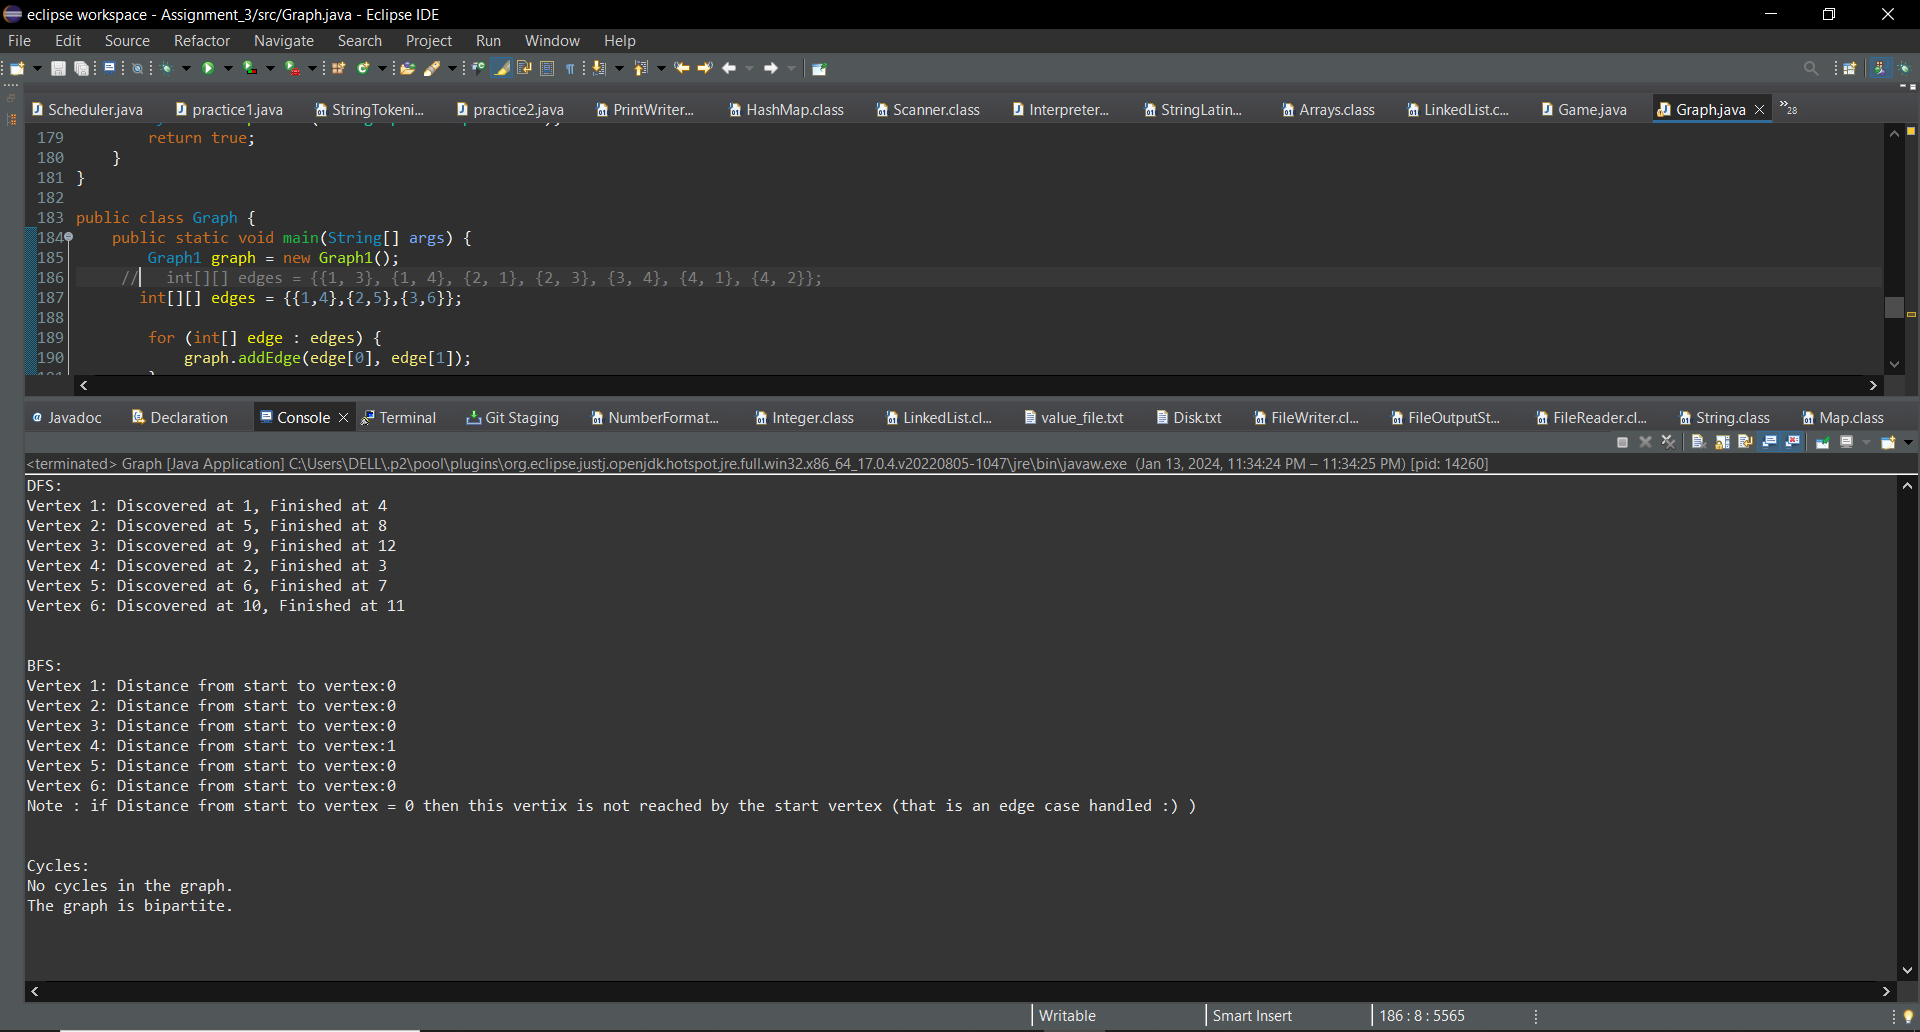 eclipse workspace - Assignment_3/src/Graph.java - Eclipse IDE
File Edit Source Refactor Navigate Search Project Run Window Help
Scheduler.java practice1.java StringTokeni... practice2.java PrintWriter... HashMap.class Scanner.class Interpreter... StringLatin... Arrays.class LinkedList.c... Game.java Graph.java »28
179 return true;
180 }
181 }
182
183 public class Graph {
184 public static void main(String[] args) {
185 Graph1 graph = new Graph1();
186 // int[][] edges = {{1, 3}, {1, 4}, {2, 1}, {2, 3}, {3, 4}, {4, 1}, {4, 2}};
187 int[][] edges = {{1,4},{2,5},{3,6}};
188
189 for (int[] edge : edges) {
190 graph.addEdge(edge[0], edge[1]);
Javadoc Declaration Console Terminal Git Staging NumberFormat... Integer.class LinkedList.cl... value_file.txt Disk.txt FileWriter.cl... FileOutputSt... FileReader.cl... String.class Map.class
<terminated> Graph [Java Application] C:\Users\DELL\.p2\pool\plugins\org.eclipse.justj.openjdk.hotspot.jre.full.win32.x86_64_17.0.4.v20220805-1047\jre\bin\javaw.exe (Jan 13, 2024, 11:34:24 PM – 11:34:25 PM) [pid: 14260]
DFS:
Vertex 1: Discovered at 1, Finished at 4
Vertex 2: Discovered at 5, Finished at 8
Vertex 3: Discovered at 9, Finished at 12
Vertex 4: Discovered at 2, Finished at 3
Vertex 5: Discovered at 6, Finished at 7
Vertex 6: Discovered at 10, Finished at 11
BFS:
Vertex 1: Distance from start to vertex:0
Vertex 2: Distance from start to vertex:0
Vertex 3: Distance from start to vertex:0
Vertex 4: Distance from start to vertex:1
Vertex 5: Distance from start to vertex:0
Vertex 6: Distance from start to vertex:0
Note : if Distance from start to vertex = 0 then this vertix is not reached by the start vertex (that is an edge case handled :) )
Cycles:
No cycles in the graph.
The graph is bipartite.
Writable Smart Insert 186 : 8 : 5565